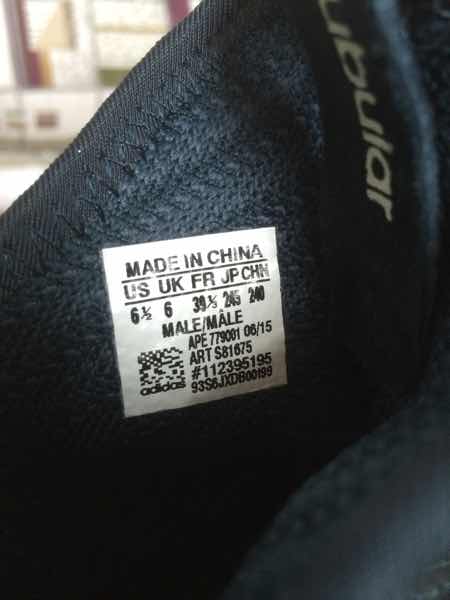 tubular
MADE IN CHINA
US UK FR JP CHN
6½ 6 39⅓ 245 240
MALE/MÂLE
APE 779001 06/15
ART S81675
#112395195
93S6JXDB00199
adidas